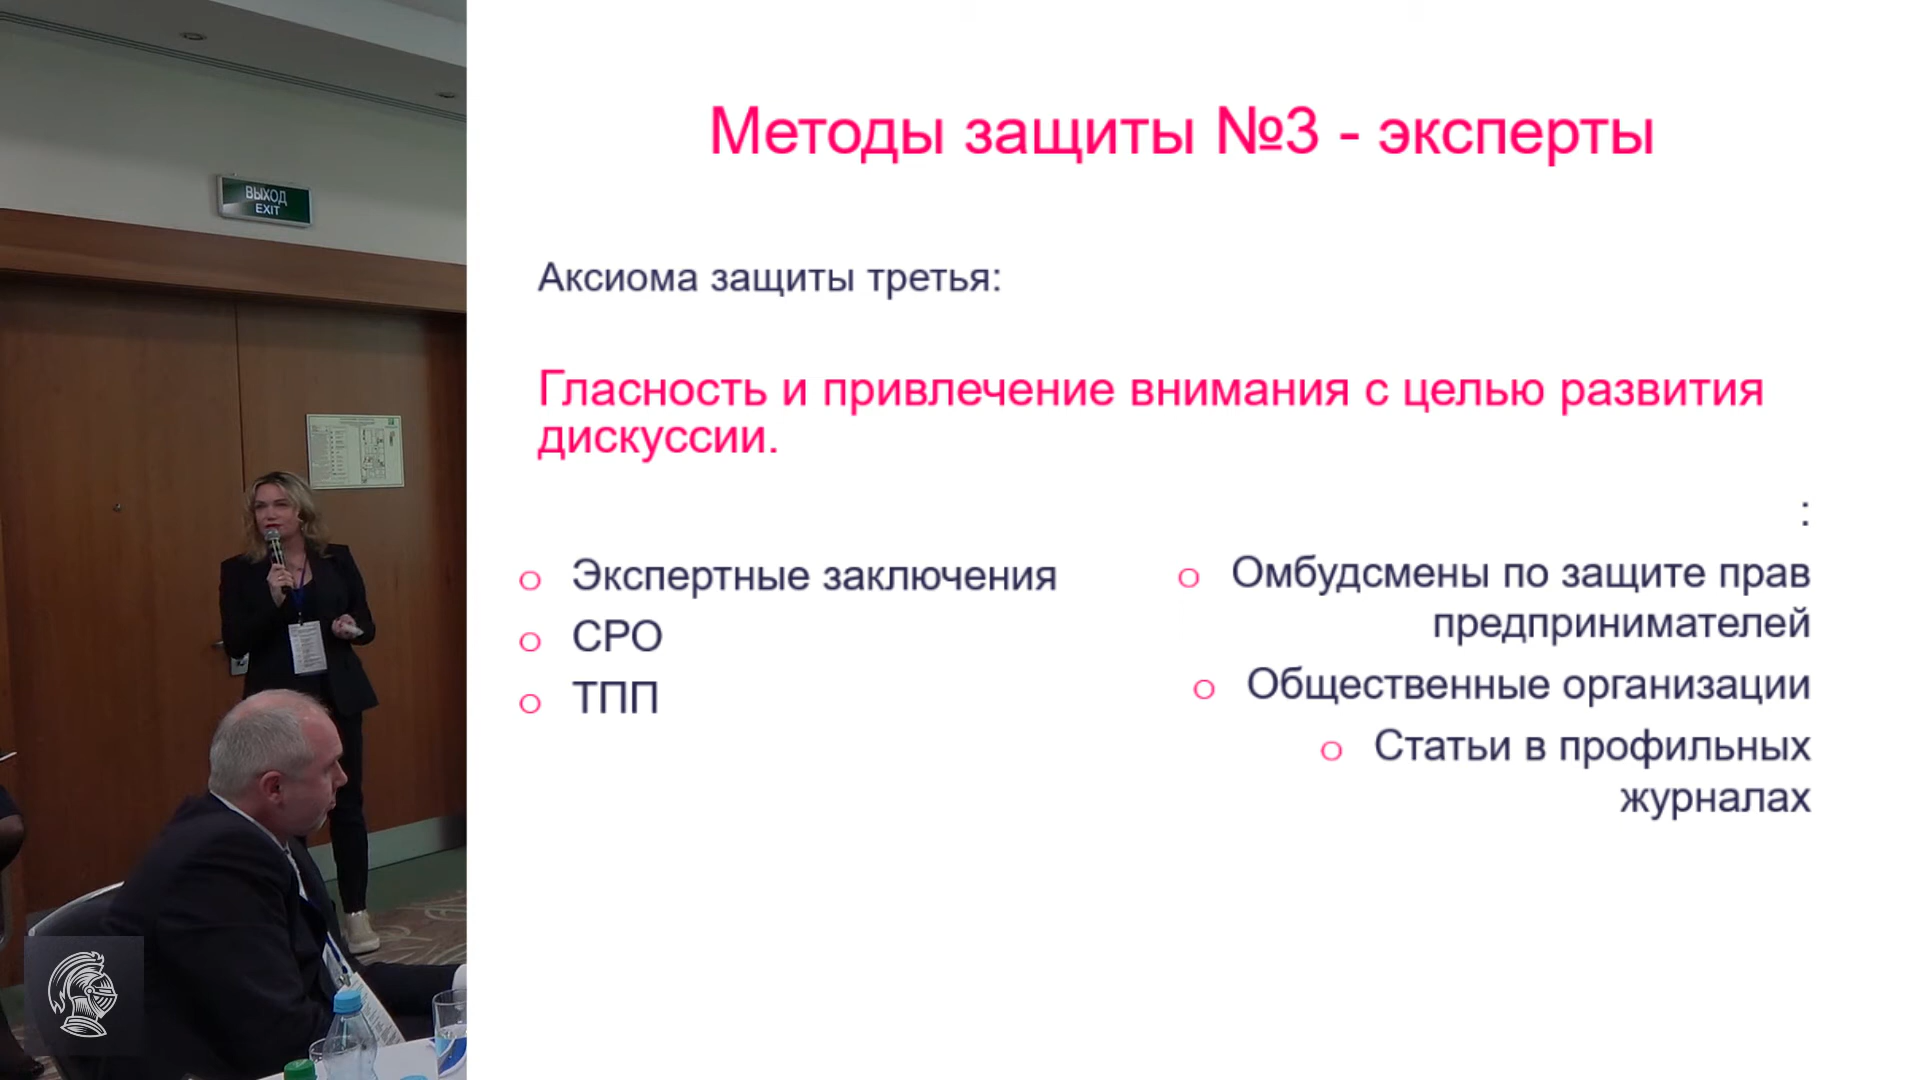 ВЫХОД
EXIT
Методы защиты №3 - эксперты
Аксиома защиты третья:
Гласность и привлечение внимания с целью развития
дискуссии.
:
o Экспертные заключения
o СРО
o ТПП
o Омбудсмены по защите прав
предпринимателей
o Общественные организации
o Статьи в профильных
журналах